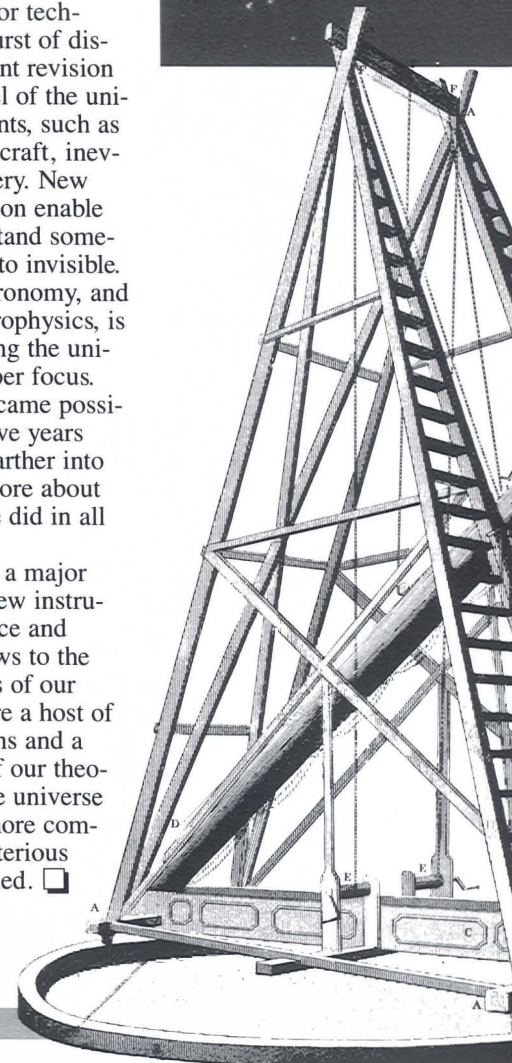 or tech-
urst of dis-
nt revision
el of the uni-
nts, such as
craft, inev-
ery. New
on enable
tand some-
to invisible.
ronomy, and
rophysics, is
ng the uni-
per focus.
came possi-
ve years
arther into
ore about
e did in all
a major
ew instru-
ce and
ws to the
s of our
re a host of
ns and a
f our theo-
e universe
more com-
terious
ed. ❏
F
A
D
E
E
C
A
A